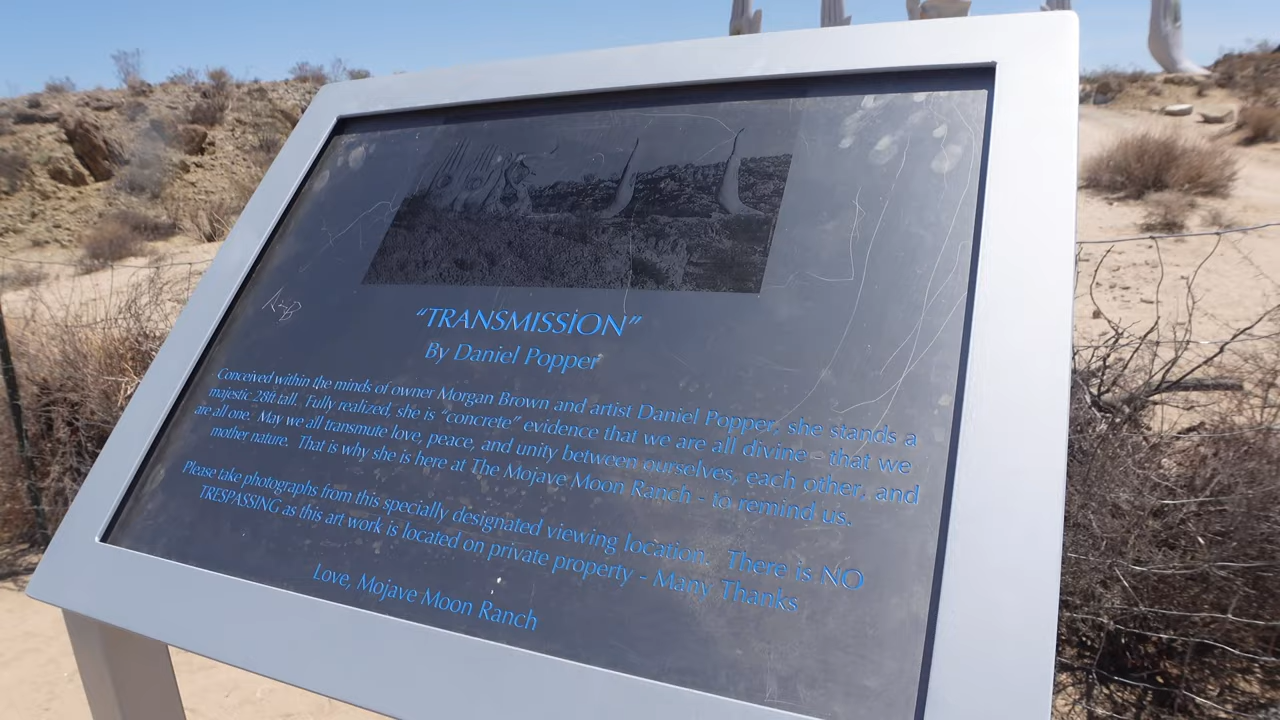 “TRANSMISSION”
By Daniel Popper
Conceived within the minds of owner Morgan Brown and artist Daniel Popper, she stands a
majestic 28ft tall. Fully realized, she is “concrete” evidence that we are all divine - that we
are all one. May we all transmute love, peace, and unity between ourselves, each other, and
mother nature. That is why she is here at The Mojave Moon Ranch - to remind us.
Please take photographs from this specially designated viewing location. There is NO
TRESPASSING as this art work is located on private property - Many Thanks
Love, Mojave Moon Ranch